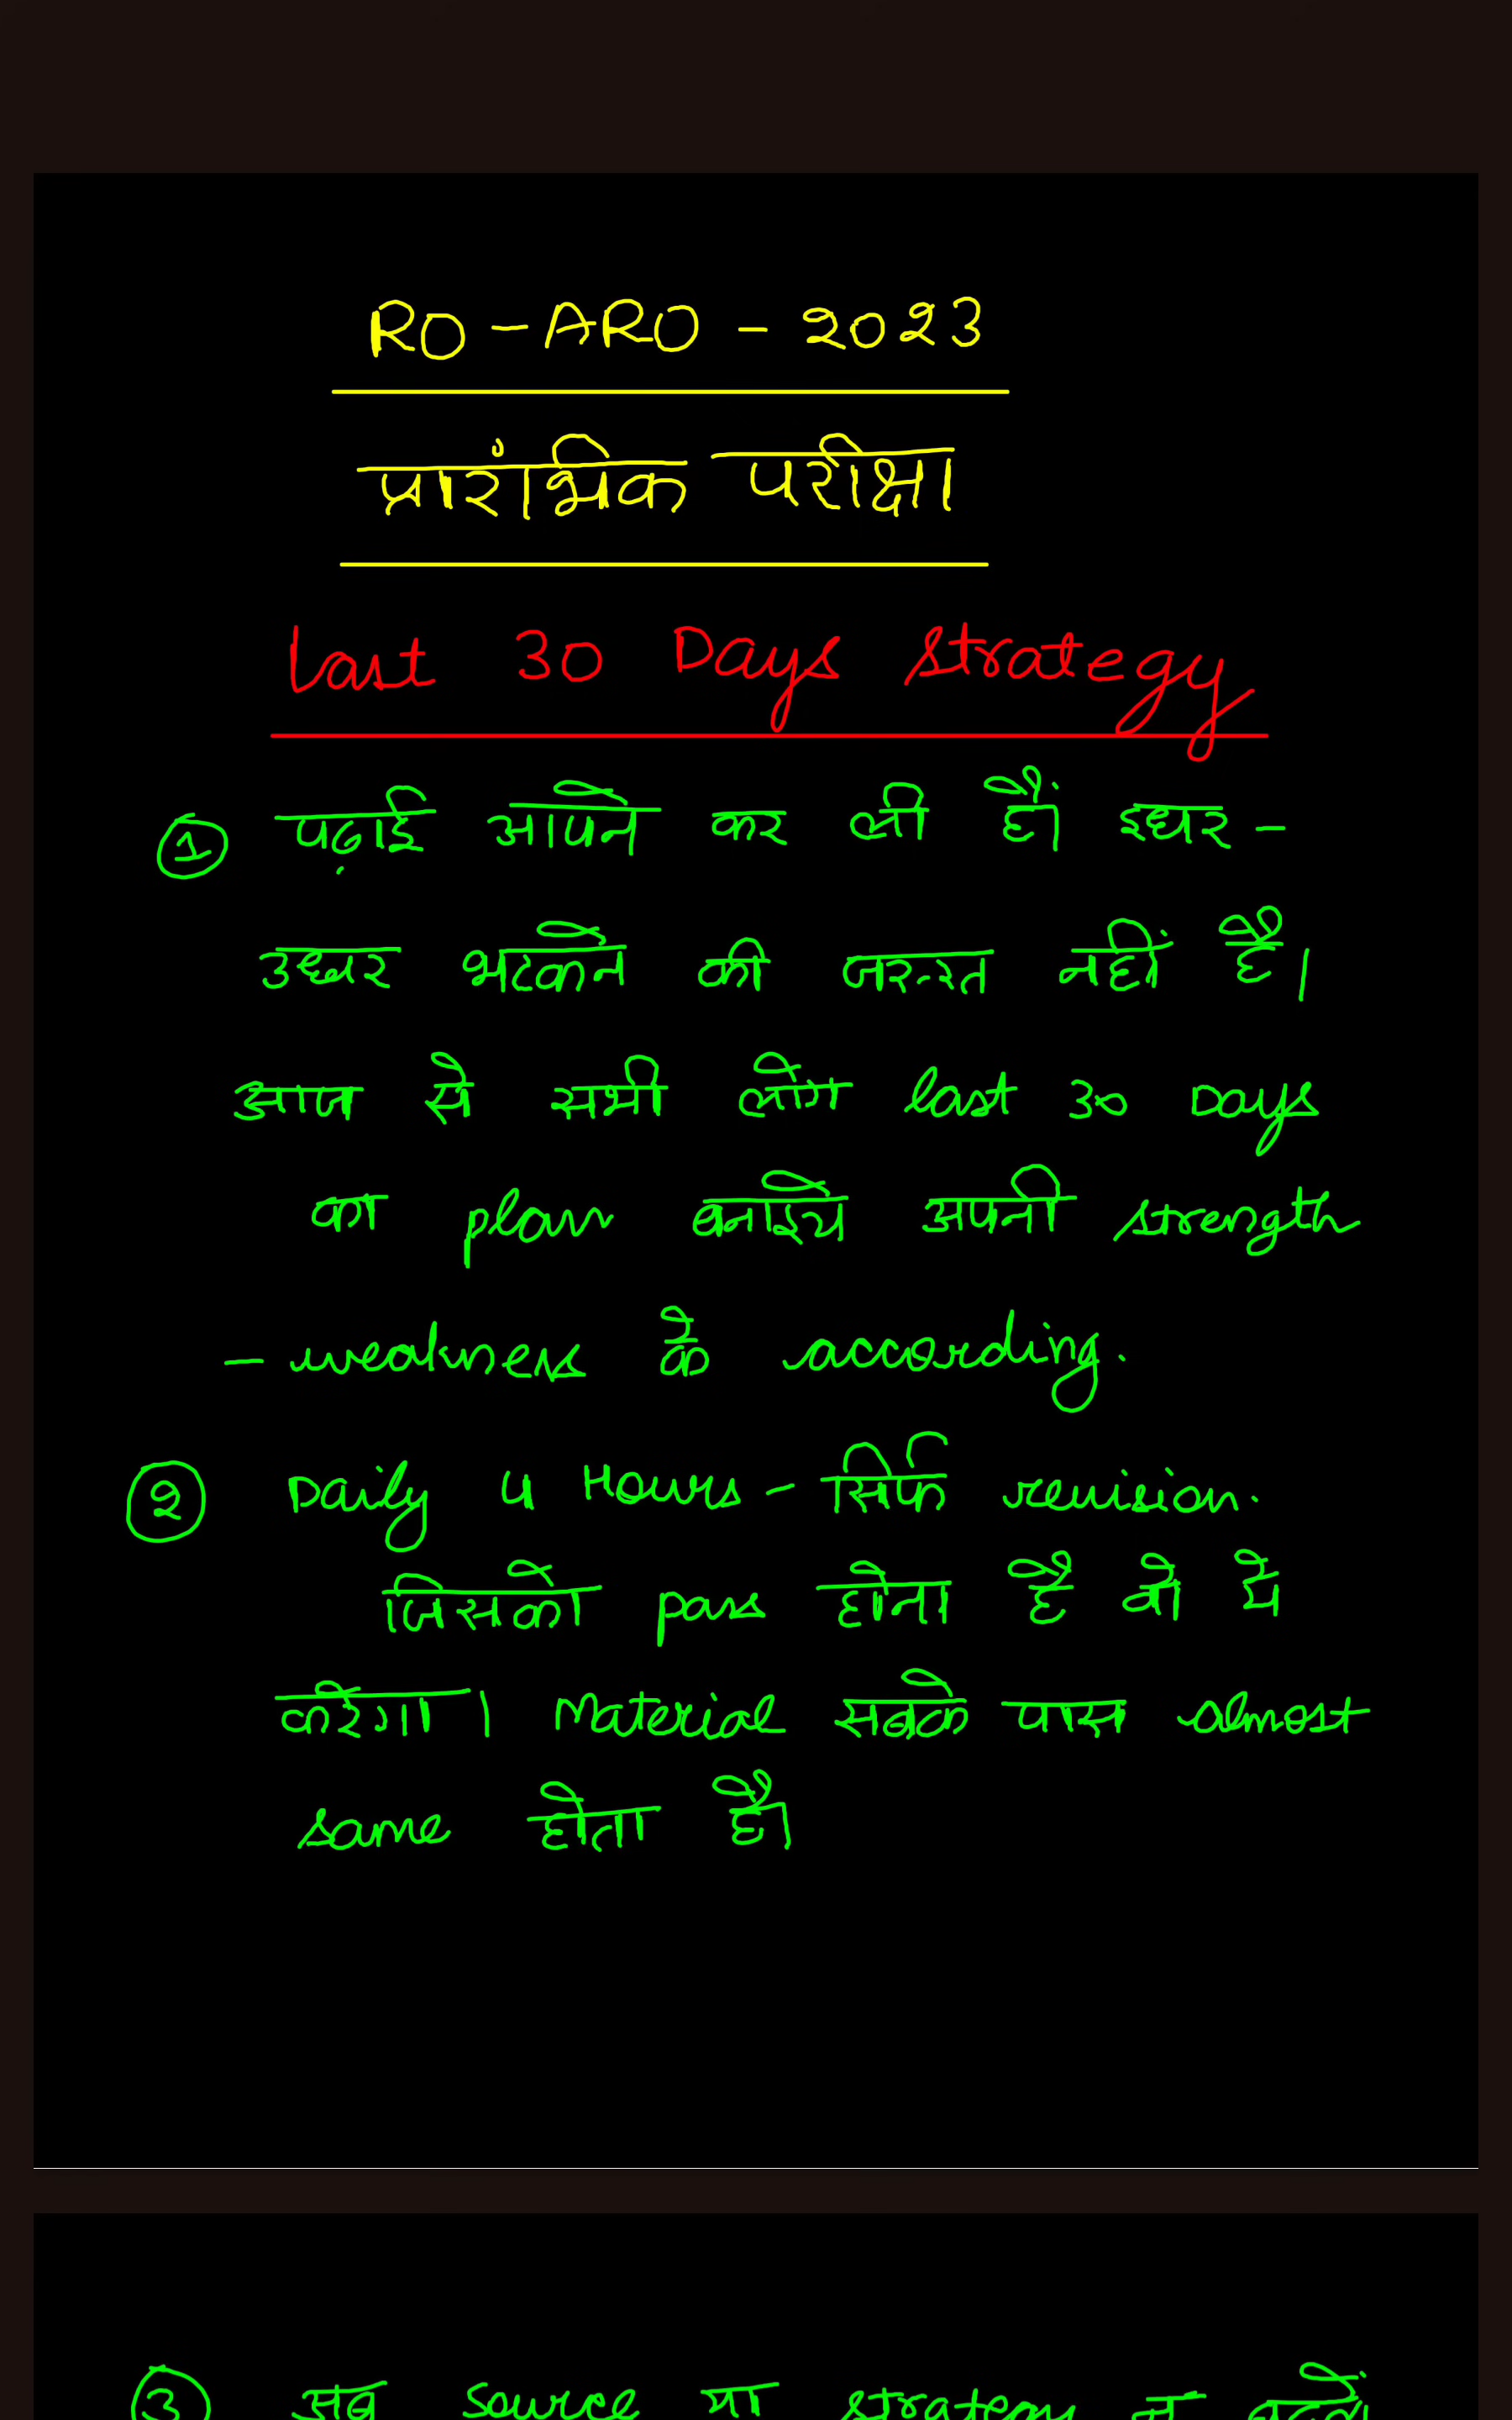 RO - ARO - 2023
प्रारंभिक परीक्षा
Last 30 Days Strategy
① पढ़ाई आपने कर ली है। इधर -
उधर भटकने की जरुरत नहीं है।
आज से सभी लोग last 30 Days
का plan बनाइये अपनी strength
- weakness के according.
② Daily 4 Hours - सिर्फ revision.
जिसको pass होना है वो ये
करेगा। Material सबके पास almost
same होता है।
③ अब source या strategy न बदलें